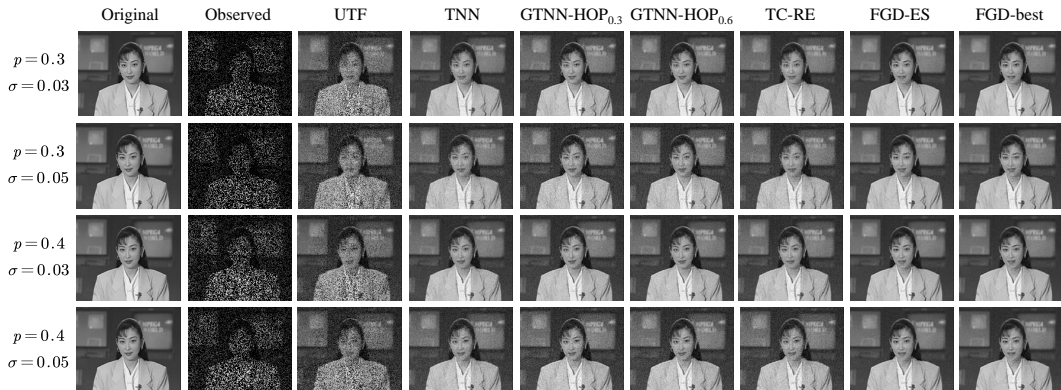 Original Observed UTF TNN GTNN-HOP₀.₃ GTNN-HOP₀.₆ TC-RE FGD-ES FGD-best
p = 0.3
σ = 0.03
p = 0.3
σ = 0.05
p = 0.4
σ = 0.03
p = 0.4
σ = 0.05